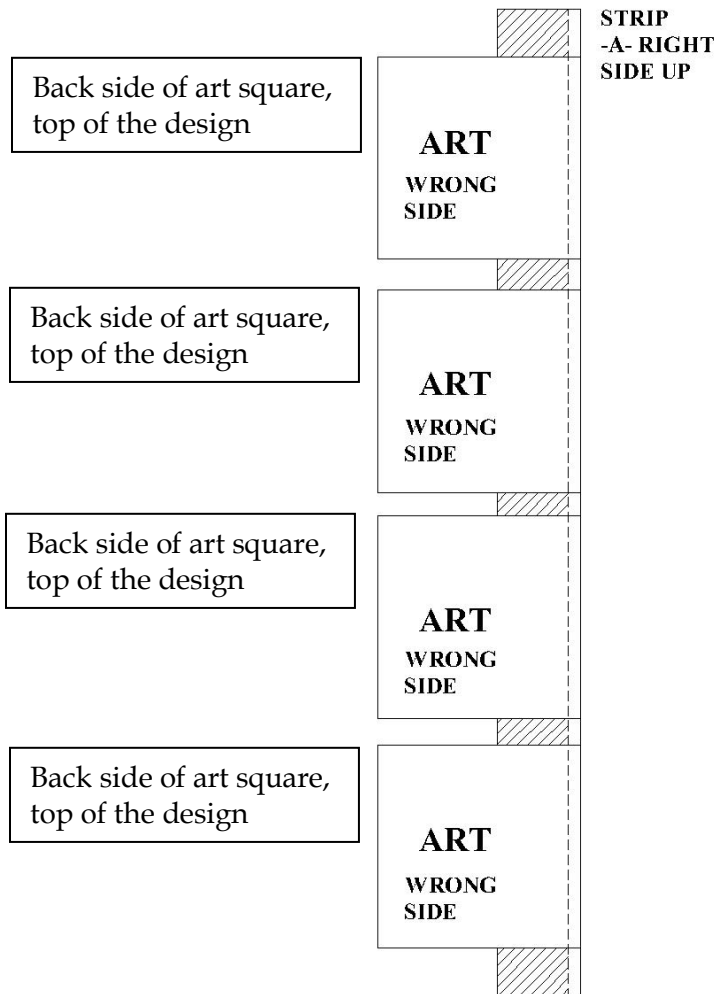 STRIP
-A- RIGHT
SIDE UP
Back side of art square,
top of the design
ART
WRONG
SIDE
Back side of art square,
top of the design
ART
WRONG
SIDE
Back side of art square,
top of the design
ART
WRONG
SIDE
Back side of art square,
top of the design
ART
WRONG
SIDE